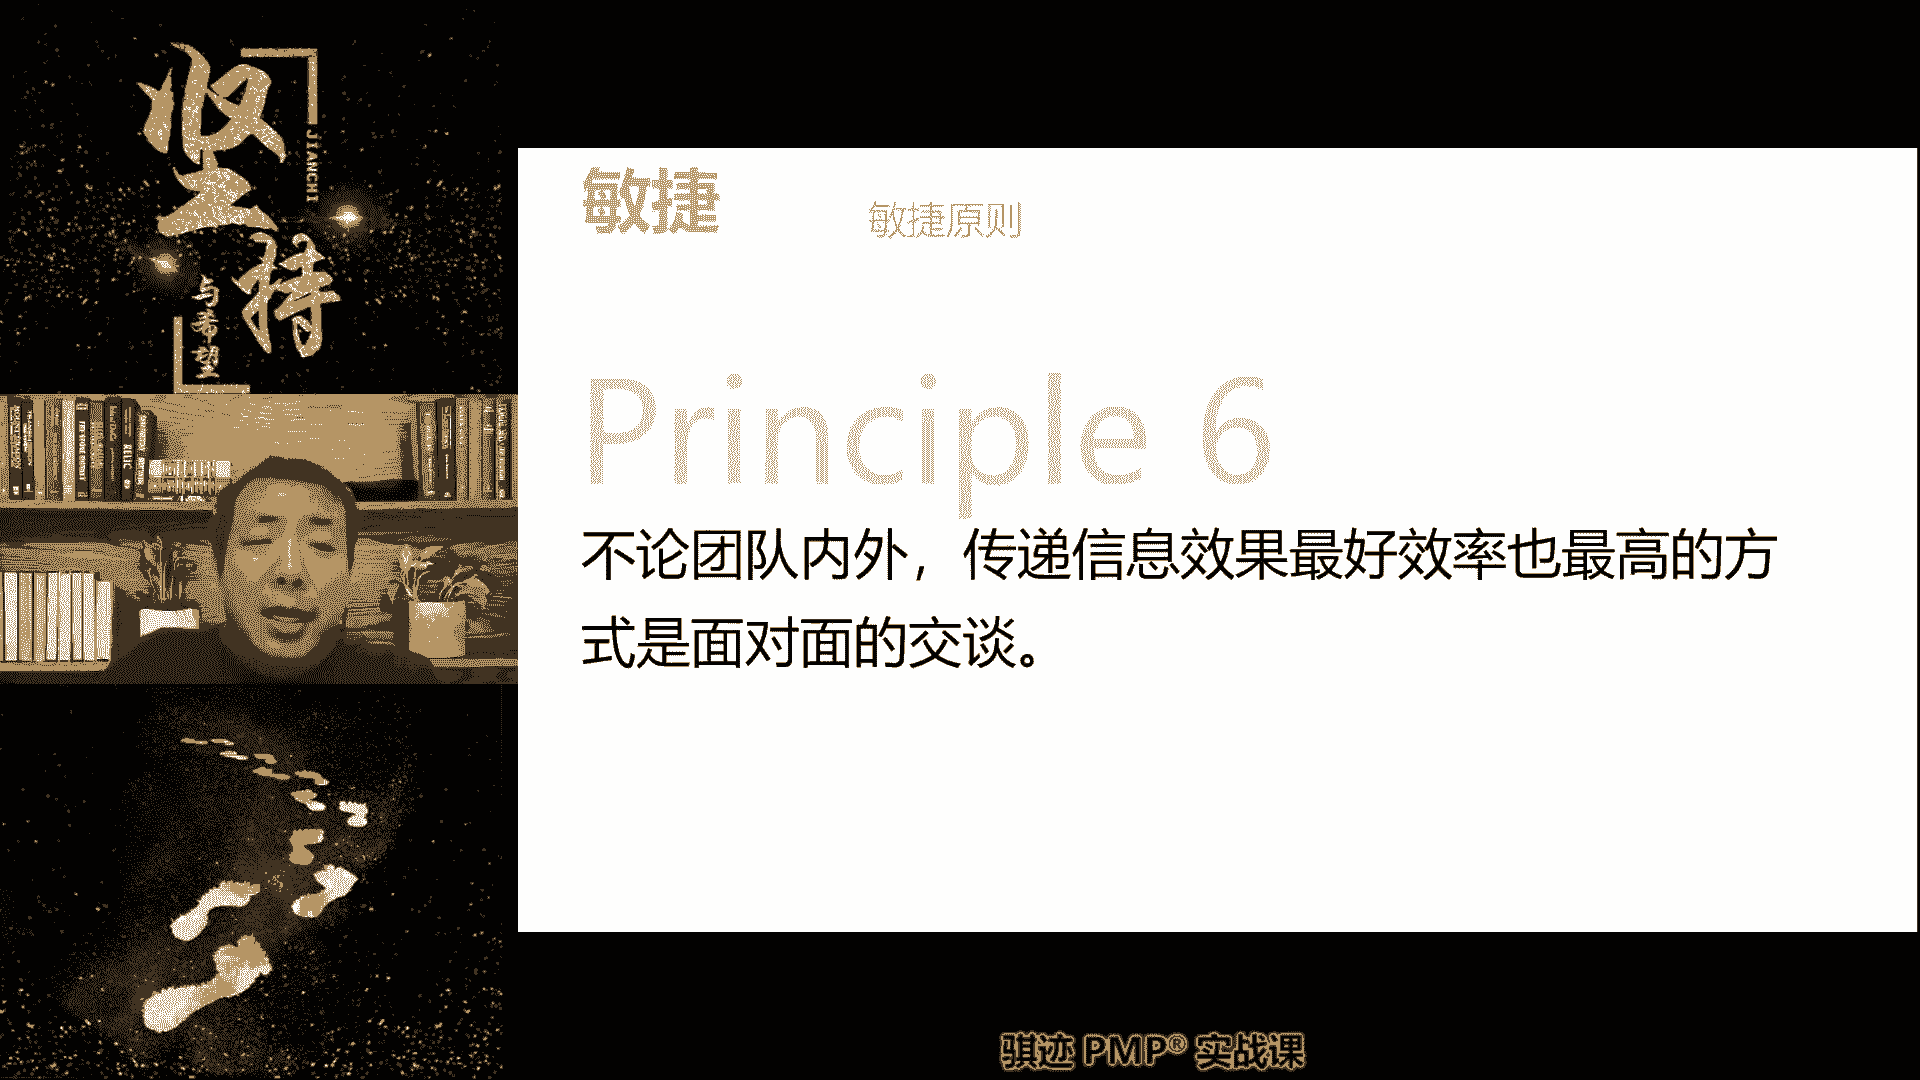 坚持
JIANCHI
与希望
敏捷
敏捷原则
Principle 6
不论团队内外，传递信息效果最好效率也最高的方
式是面对面的交谈。
骐迹 PMP® 实战课